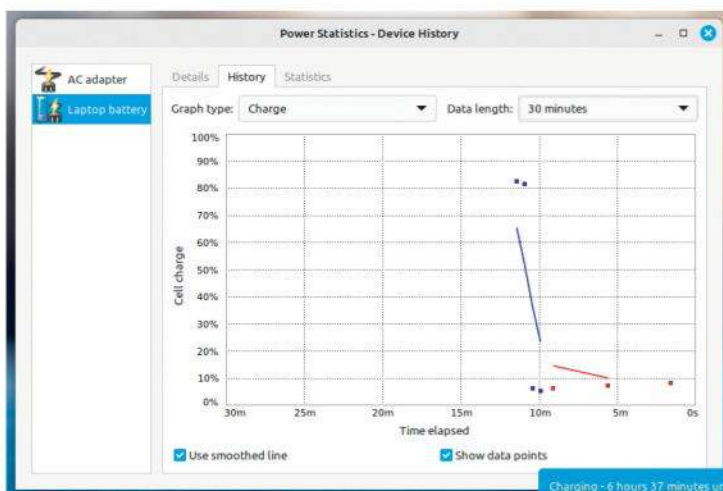 Power Statistics - Device History
AC adapter
Laptop battery
Details History Statistics
Graph type: Charge Data length: 30 minutes
100%
90%
80%
70%
60%
50%
40%
30%
20%
10%
0%
Cell charge
30m 25m 20m 15m 10m 5m 0s
Time elapsed
Use smoothed line Show data points
Charging - 6 hours 37 minutes